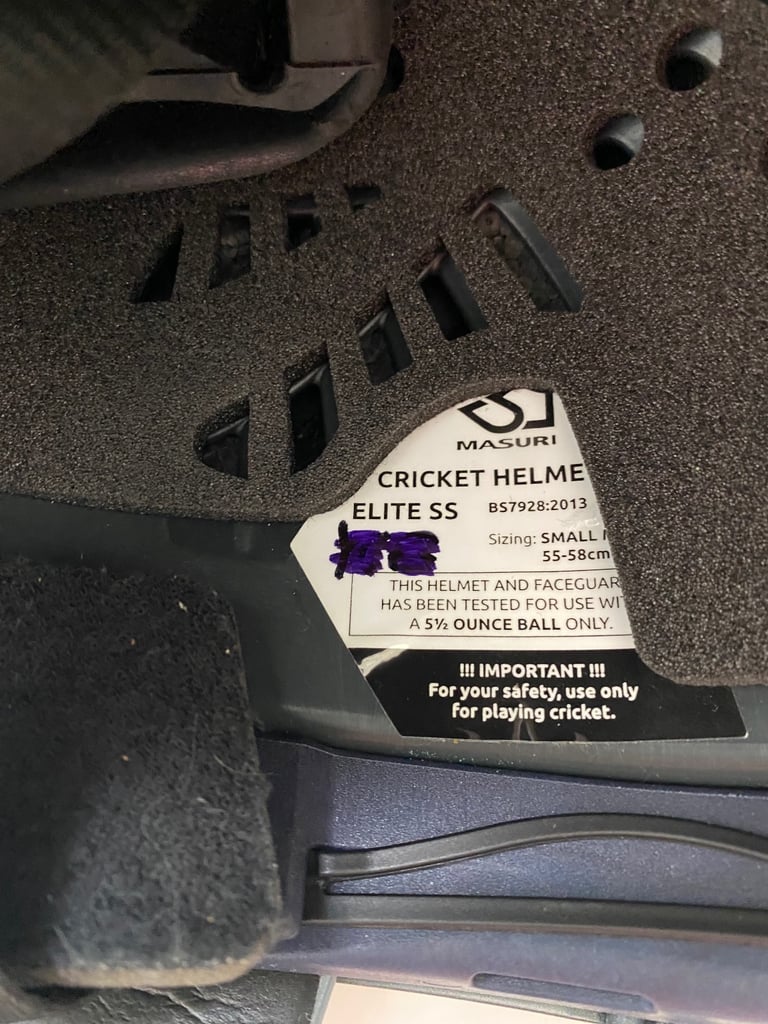 MASURI
CRICKET HELME
ELITE SS BS7928:2013
Sizing: SMALL
55-58cm
THIS HELMET AND FACEGUAR
HAS BEEN TESTED FOR USE WI
A 5½ OUNCE BALL ONLY.
!!! IMPORTANT !!!
For your safety, use only
for playing cricket.